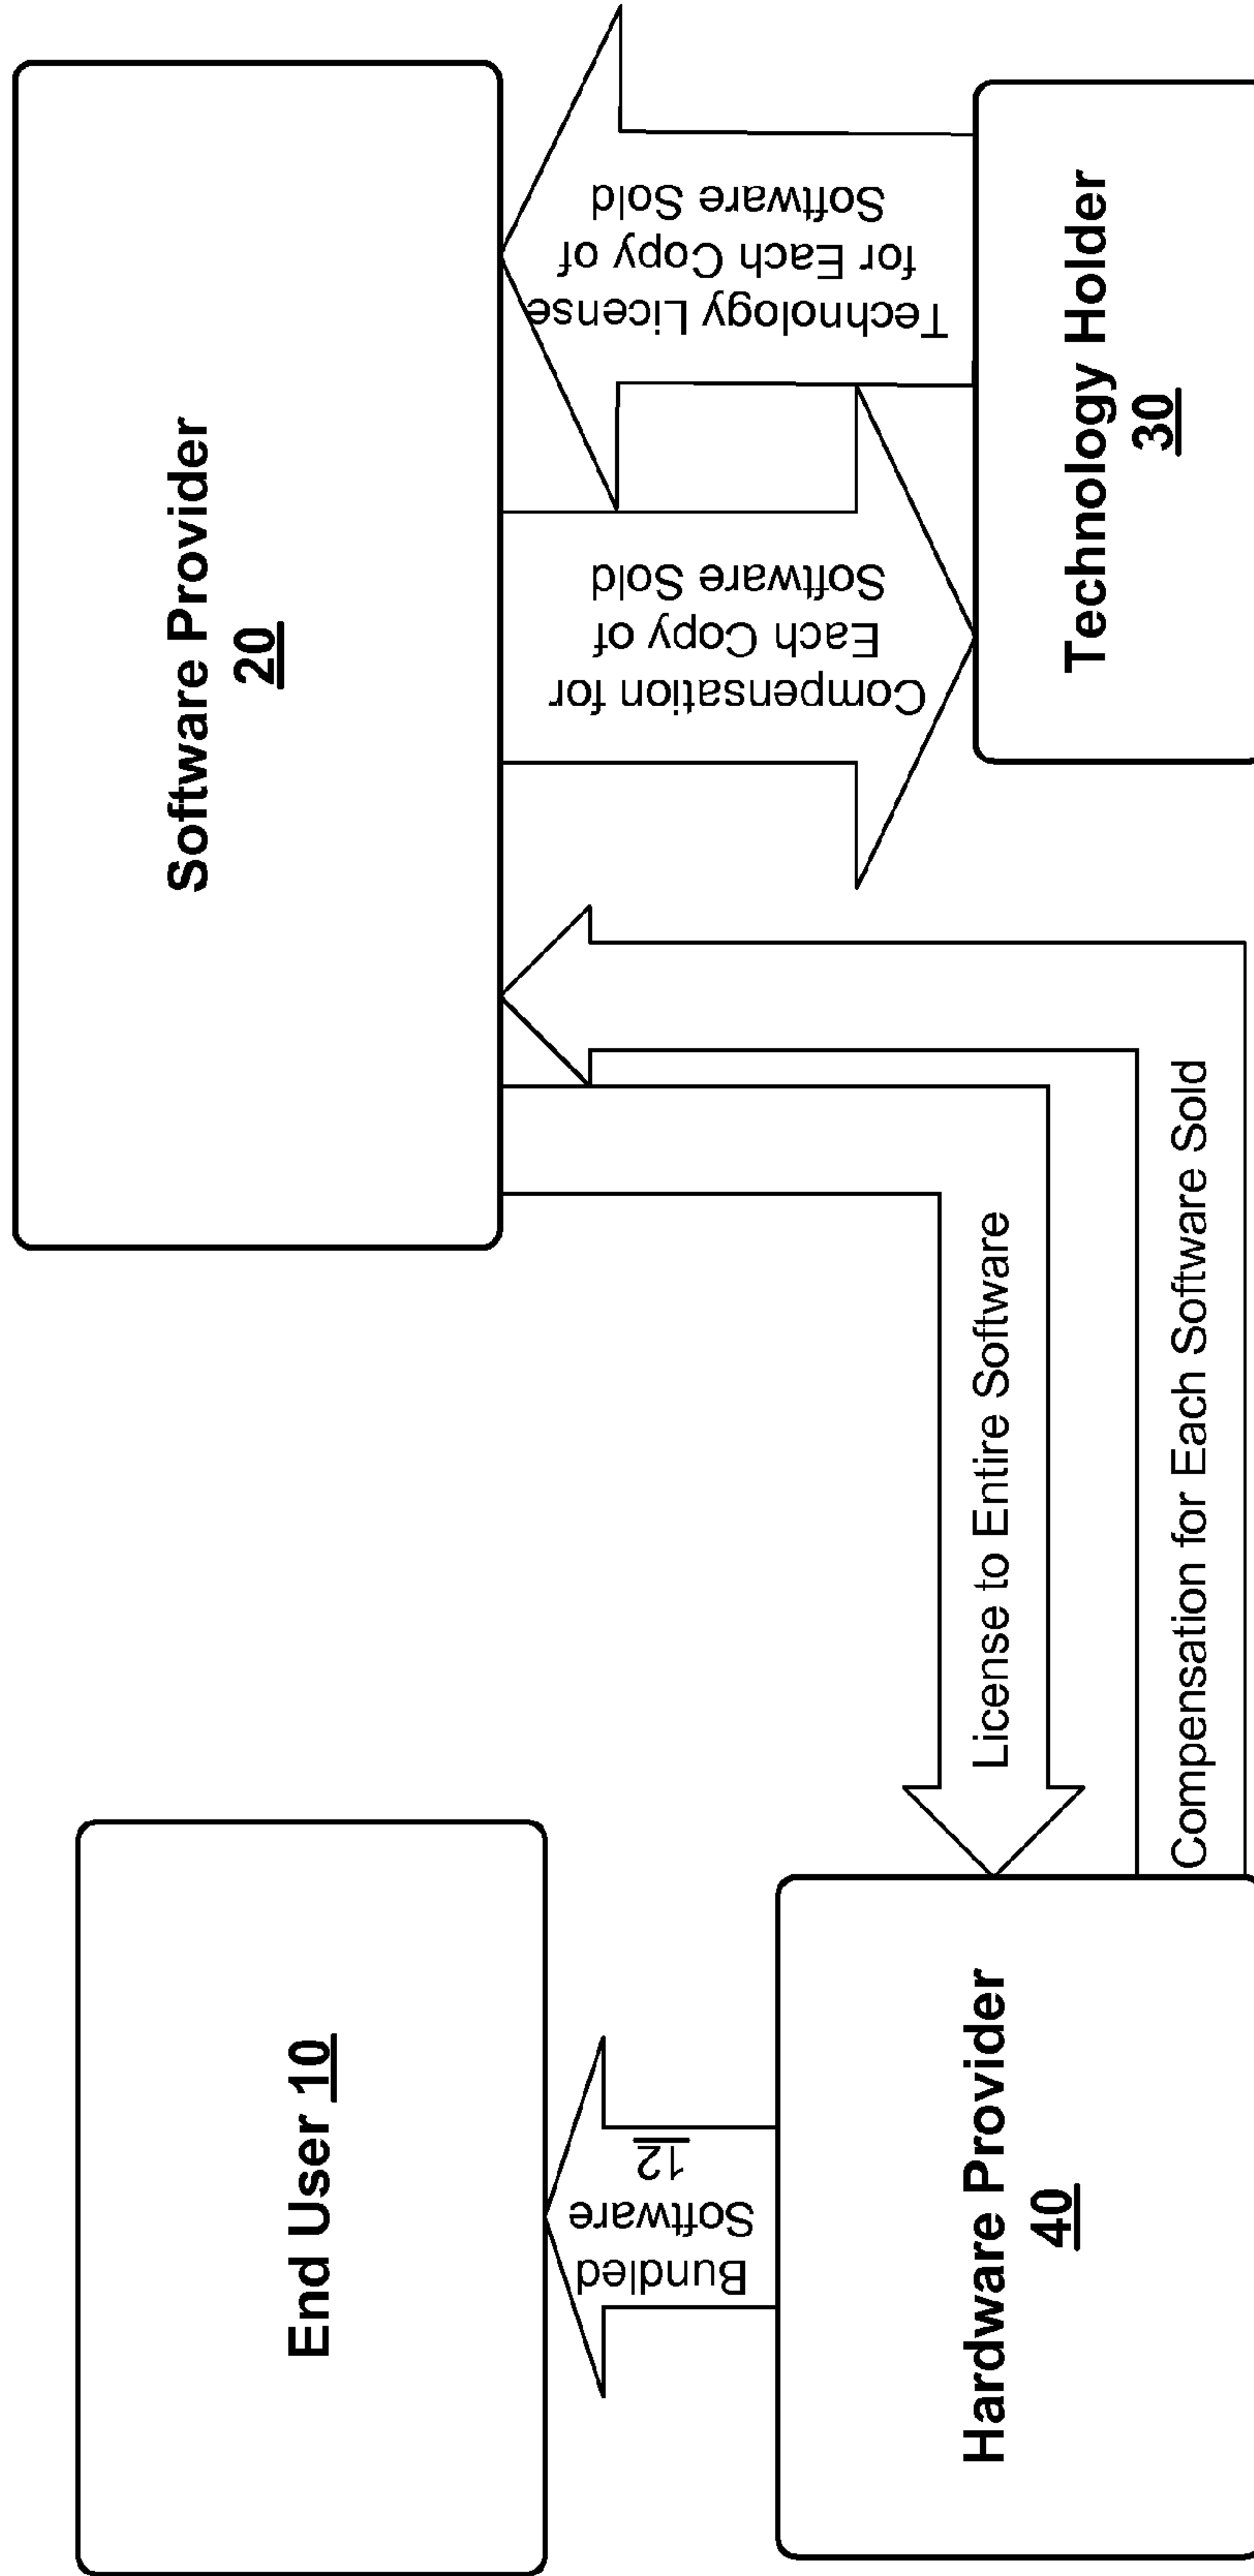 End User 10
Bundled
Software
12
Hardware Provider
40
License to Entire Software
Compensation for Each Software Sold
Software Provider
20
Compensation for
Each Copy of
Software Sold
Technology License
for Each Copy of
Software Sold
Technology Holder
30